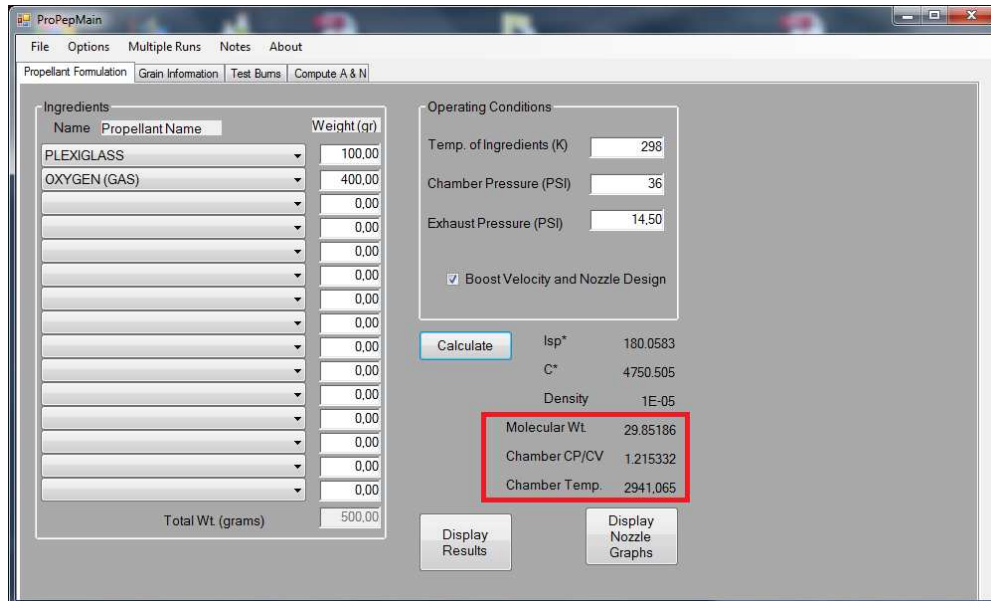 ProPepMain
File Options Multiple Runs Notes About
Propellant Formulation Grain Information Test Burns Compute A & N
Ingredients
Name Propellant Name Weight (gr)
PLEXIGLASS 100,00
OXYGEN (GAS) 400,00
0,00
0,00
0,00
0,00
0,00
0,00
0,00
0,00
0,00
0,00
0,00
0,00
0,00
Total Wt. (grams) 500,00
Operating Conditions
Temp. of Ingredients (K) 298
Chamber Pressure (PSI) 36
Exhaust Pressure (PSI) 14,50
Boost Velocity and Nozzle Design
Calculate
Isp* 180.0583
C* 4750.505
Density 1E-05
Molecular Wt. 29.85186
Chamber CP/CV 1.215332
Chamber Temp. 2941,065
Display
Results
Display
Nozzle
Graphs